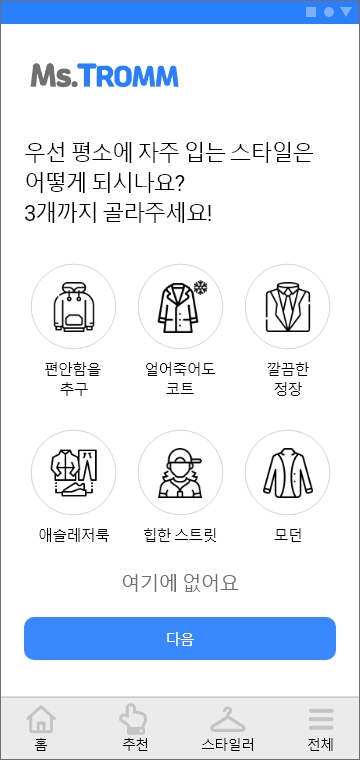 Ms.TROMM
우선 평소에 자주 입는 스타일은
어떻게 되시나요?
3개까지 골라주세요!
편안함을 얼어죽어도 깔끔한
추구 코트 정장
애슬레저룩 힙한 스트릿 모던
여기에 없어요
다음
홈 추천 스타일러 전체